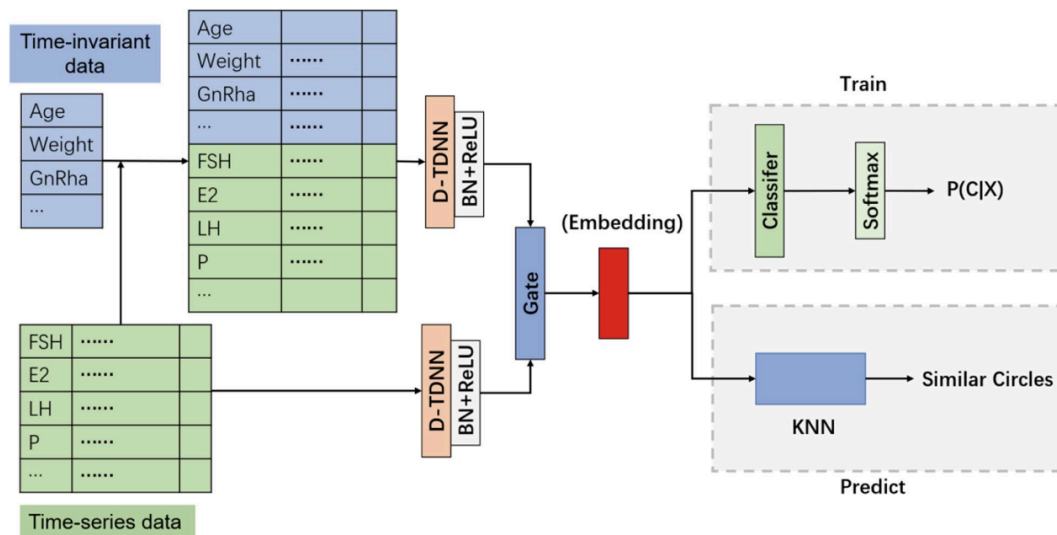 Time-invariant
data
Age
Weight
GnRha
...
Age
Weight ......
GnRha ......
... ......
FSH ......
E2 ......
LH ......
P ......
...
FSH ......
E2 ......
LH ......
P ......
... ......
Time-series data
D-TDNN
BN+ReLU
D-TDNN
BN+ReLU
Gate
(Embedding)
Train
Classifer
Softmax
P(C|X)
KNN
Similar Circles
Predict